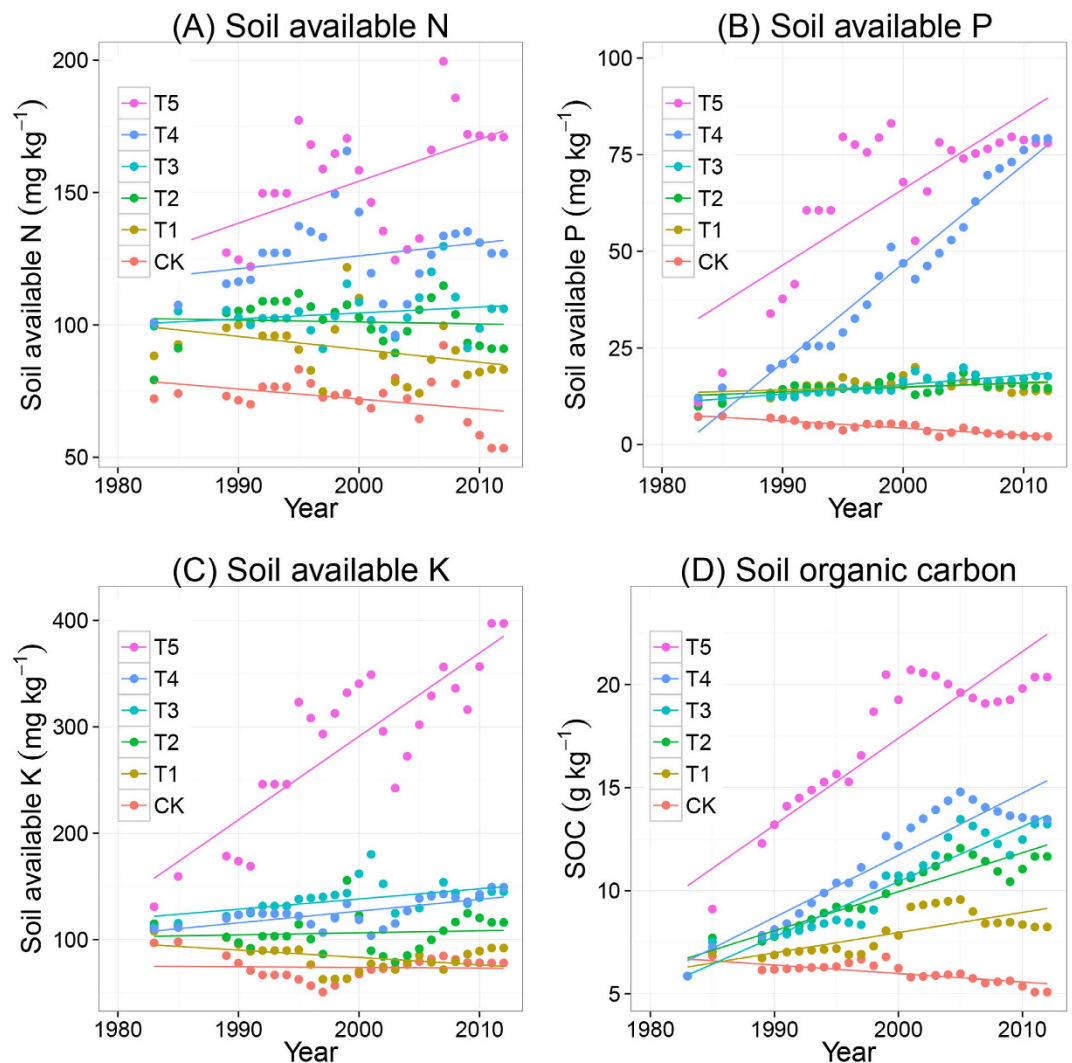 (A) Soil available N
Soil available N (mg kg⁻¹)
200
150
100
50
T5
T4
T3
T2
T1
CK
1980
1990
2000
2010
Year
(B) Soil available P
Soil available P (mg kg⁻¹)
100
75
50
25
0
T5
T4
T3
T2
T1
CK
1980
1990
2000
2010
Year
(C) Soil available K
Soil available K (mg kg⁻¹)
400
300
200
100
T5
T4
T3
T2
T1
CK
1980
1990
2000
2010
Year
(D) Soil organic carbon
SOC (g kg⁻¹)
20
15
10
5
T5
T4
T3
T2
T1
CK
1980
1990
2000
2010
Year